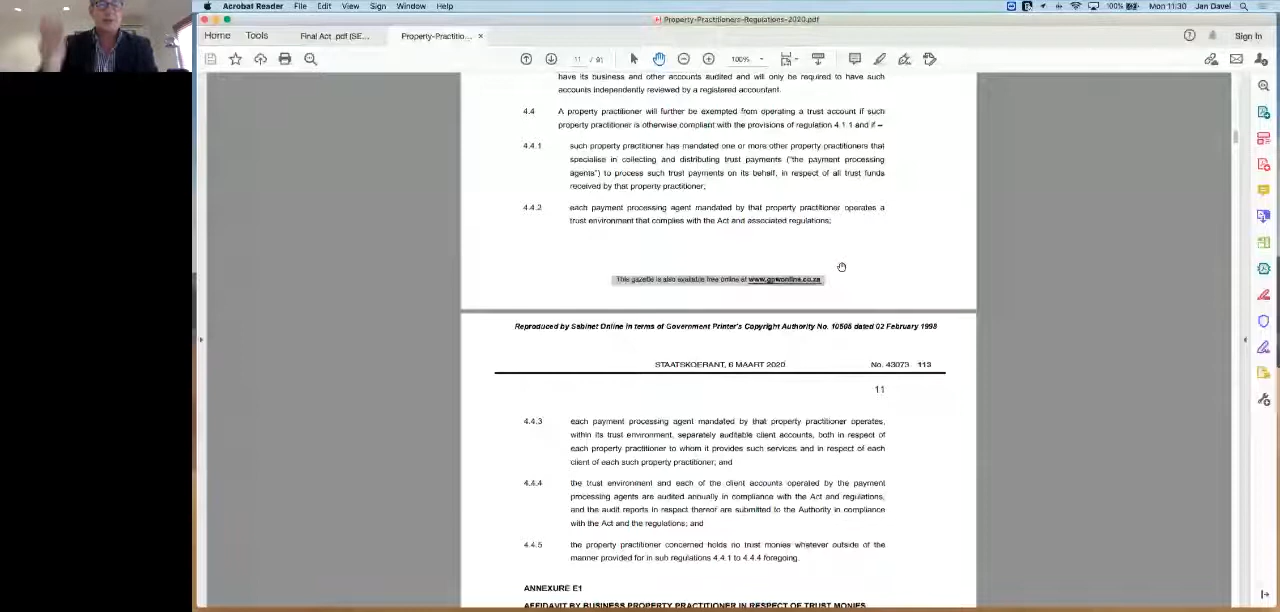 Acrobat Reader File Edit View Sign Window Help 100% Mon 11:30 Jan Davel
Property-Practitioners-Regulations-2020.pdf
Home Tools Final Act .pdf (SE... Property-Practitio... × Sign In
11 / 91 100%
have its business and other accounts audited and will only be required to have such
accounts independently reviewed by a registered accountant.
4.4 A property practitioner will further be exempted from operating a trust account if such
property practitioner is otherwise compliant with the provisions of regulation 4.1.1 and if –
4.4.1 such property practitioner has mandated one or more other property practitioners that
specialise in collecting and distributing trust payments ("the payment processing
agents") to process such trust payments on its behalf, in respect of all trust funds
received by that property practitioner;
4.4.2 each payment processing agent mandated by that property practitioner operates a
trust environment that complies with the Act and associated regulations;
This gazette is also available free online at www.gpwonline.co.za
Reproduced by Sabinet Online in terms of Government Printer's Copyright Authority No. 10505 dated 02 February 1998
STAATSKOERANT, 6 MAART 2020 No. 43073 113
11
4.4.3 each payment processing agent mandated by that property practitioner operates,
within its trust environment, separately auditable client accounts, both in respect of
each property practitioner to whom it provides such services and in respect of each
client of each such property practitioner; and
4.4.4 the trust environment and each of the client accounts operated by the payment
processing agents are audited annually in compliance with the Act and regulations,
and the audit reports in respect thereof are submitted to the Authority in compliance
with the Act and the regulations; and
4.4.5 the property practitioner concerned holds no trust monies whatever outside of the
manner provided for in sub regulations 4.4.1 to 4.4.4 foregoing.
ANNEXURE E1
AFFIDAVIT BY BUSINESS PROPERTY PRACTITIONER IN RESPECT OF TRUST MONIES